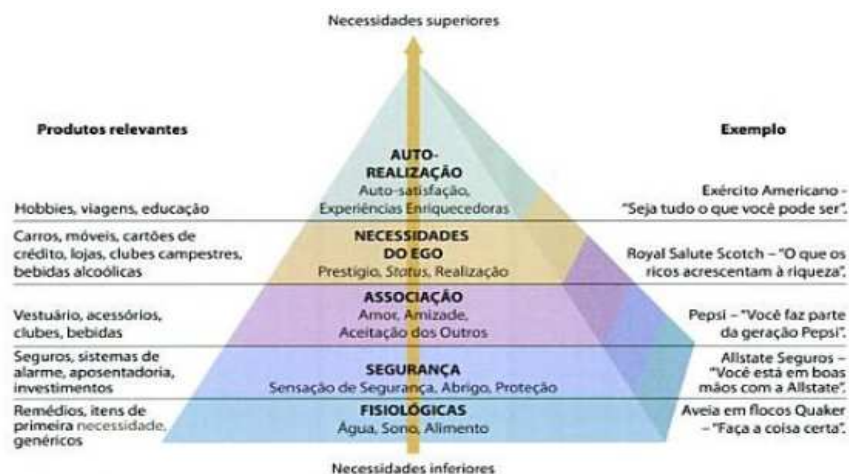 Necessidades superiores
Produtos relevantes
Exemplo
AUTO-
REALIZAÇÃO
Auto-satisfação,
Experiências Enriquecedoras
Hobbies, viagens, educação
Exército Americano -
“Seja tudo o que você pode ser”.
Carros, móveis, cartões de
crédito, lojas, clubes campestres,
bebidas alcoólicas
NECESSIDADES
DO EGO
Prestígio, Status, Realização
Royal Salute Scotch – “O que os
ricos acrescentam à riqueza”.
Vestuário, acessórios,
clubes, bebidas
ASSOCIAÇÃO
Amor, Amizade,
Aceitação dos Outros
Pepsi – “Você faz parte
da geração Pepsi”.
Seguros, sistemas de
alarme, aposentadoria,
investimentos
SEGURANÇA
Sensação de Segurança, Abrigo, Proteção
Allstate Seguros –
“Você está em boas
mãos com a Allstate”.
Remédios, itens de
primeira necessidade,
genéricos
FISIOLÓGICAS
Água, Sono, Alimento
Aveia em flocos Quaker
– “Faça a coisa certa”.
Necessidades inferiores